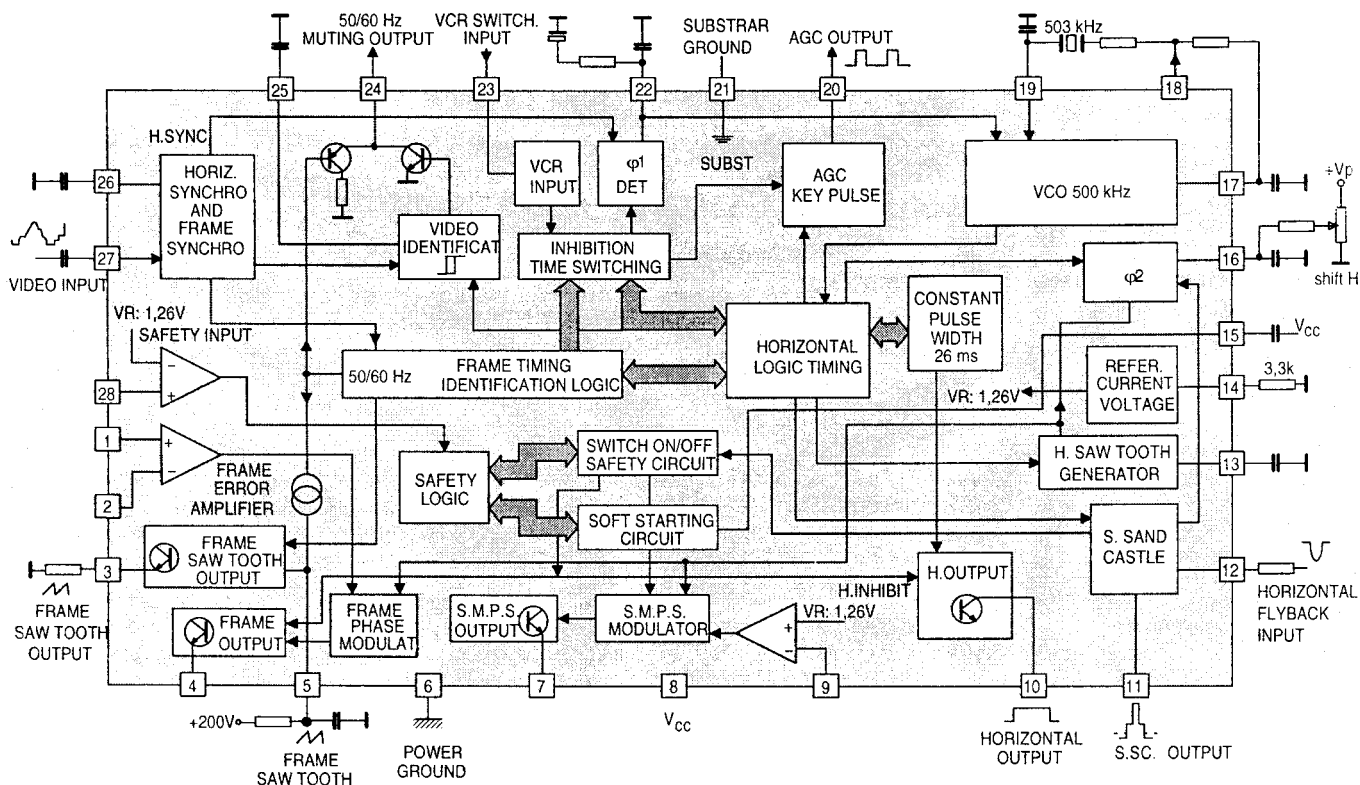 50/60 Hz
MUTING OUTPUT
VCR SWITCH.
INPUT
SUBSTRAR
GROUND
AGC OUTPUT
503 kHz
25
24
23
22
21
20
19
18
H.SYNC
SUBST
26
HORIZ.
SYNCHRO
AND
FRAME
SYNCHRO
VCR
INPUT
φ1
DET
AGC
KEY PULSE
VCO 500 kHz
17
÷Vp
27
VIDEO INPUT
VIDEO
IDENTIFICAT
INHIBITION
TIME SWITCHING
φ2
16
shift H
VR: 1,26V
SAFETY INPUT
CONSTANT
PULSE
WIDTH
26 ms
15
VCC
28
50/60 Hz
FRAME TIMING
IDENTIFICATION LOGIC
HORIZONTAL
LOGIC TIMING
VR: 1,26V
REFER.
CURRENT
VOLTAGE
14
3,3k
1
2
FRAME
ERROR
AMPLIFIER
SAFETY
LOGIC
SWITCH ON/OFF
SAFETY CIRCUIT
H. SAW TOOTH
GENERATOR
13
SOFT STARTING
CIRCUIT
S. SAND
CASTLE
3
FRAME
SAW TOOTH
OUTPUT
12
HORIZONTAL
FLYBACK
INPUT
FRAME
SAW TOOTH
OUTPUT
FRAME
OUTPUT
FRAME
PHASE
MODULAT
S.M.P.S.
OUTPUT
S.M.P.S.
MODULATOR
VR: 1,26V
H.INHIBIT
H.OUTPUT
4
5
6
7
8
9
10
11
+200V
FRAME
SAW TOOTH
POWER
GROUND
VCC
HORIZONTAL
OUTPUT
S.SC. OUTPUT